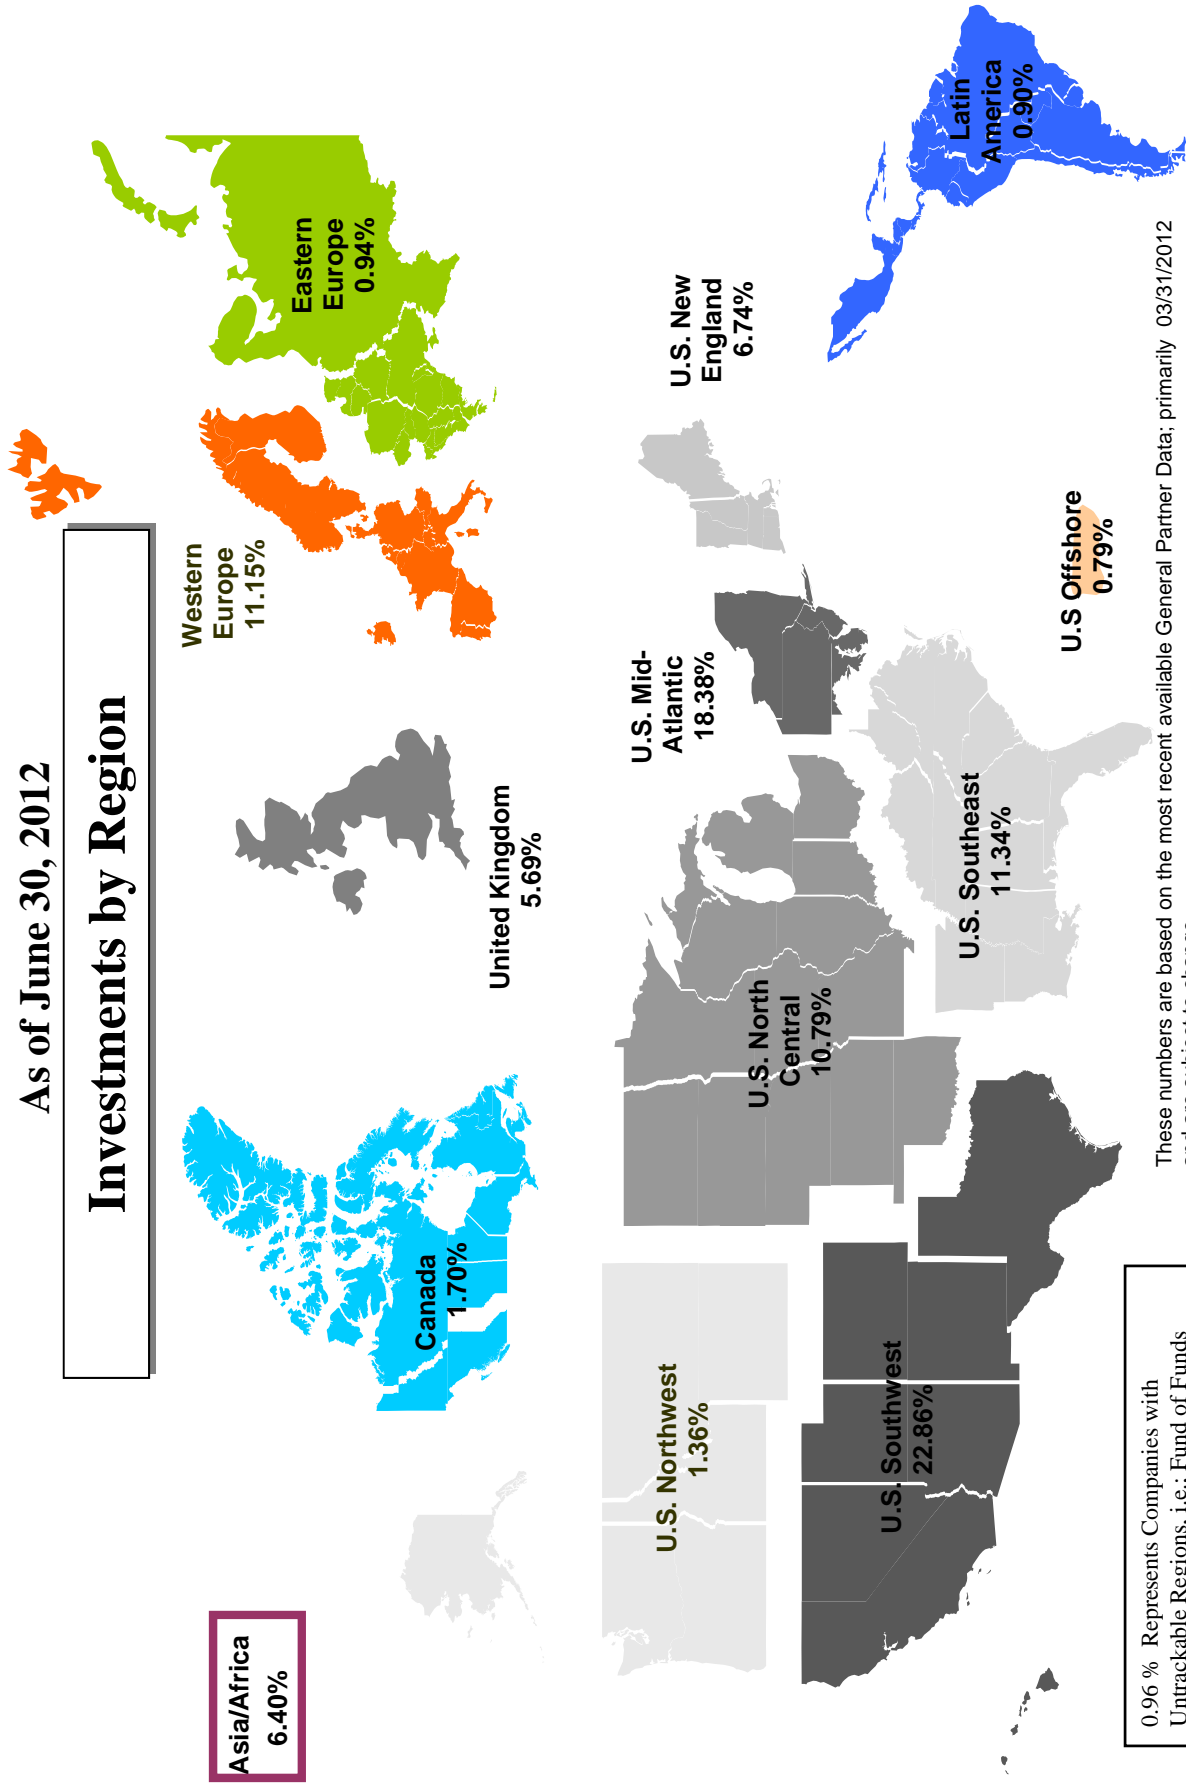 As of June 30, 2012
Investments by Region
Asia/Africa
6.40%
Canada
1.70%
United Kingdom
5.69%
Western
Europe
11.15%
Eastern
Europe
0.94%
U.S. Northwest
1.36%
U.S. North
Central
10.79%
U.S. Mid-
Atlantic
18.38%
U.S. New
England
6.74%
U.S. Southwest
22.86%
U.S. Southeast
11.34%
U.S Offshore
0.79%
Latin
America
0.90%
0.96 % Represents Companies with
Untrackable Regions, i.e.: Fund of Funds
These numbers are based on the most recent available General Partner Data; primarily 03/31/2012